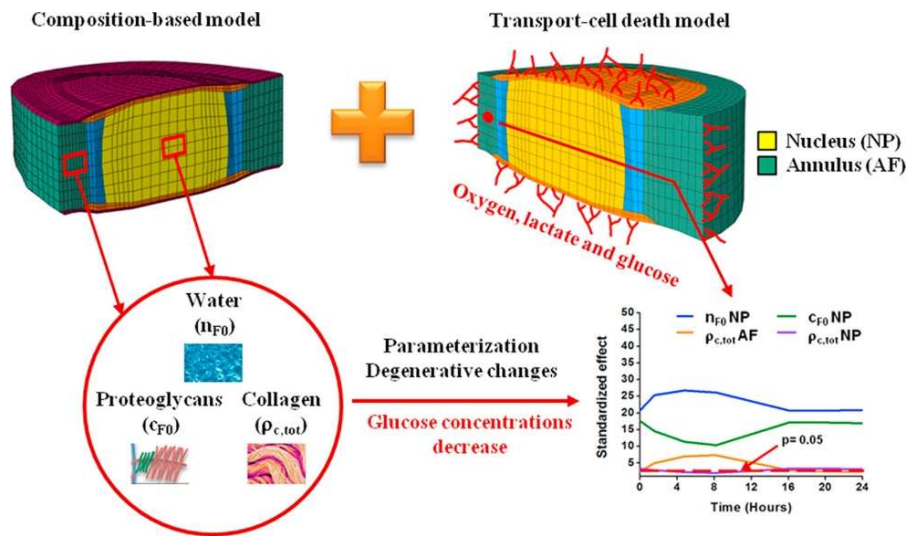 Composition-based model
Transport-cell death model
Nucleus (NP)
Annulus (AF)
Oxygen, lactate and glucose
Water
(nF0)
Proteoglycans
(cF0)
Collagen
(ρc,tot)
Parameterization
Degenerative changes
Glucose concentrations
decrease
nF0 NP
cF0 NP
ρc,tot AF
ρc,tot NP
Standardized effect
50
45
40
35
30
25
20
15
10
5
p= 0.05
0 4 8 12 16 20 24
Time (Hours)